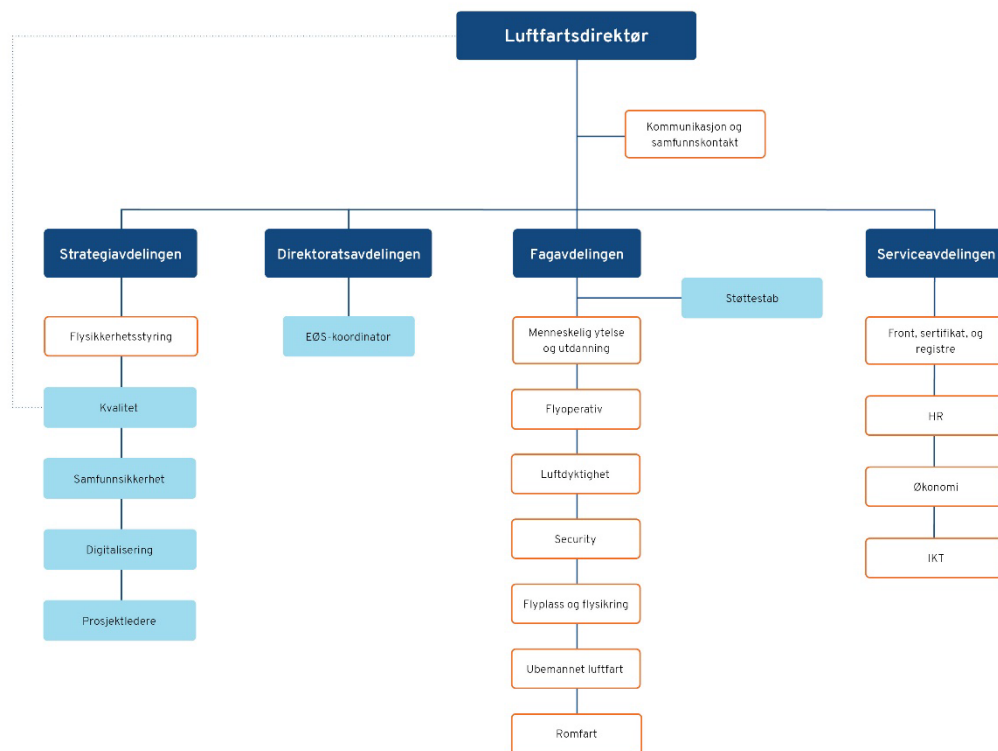 Luftfartsdirektør
Kommunikasjon og
samfunnskontakt
Strategiavdelingen
Flysikkerhetsstyring
Kvalitet
Samfunnsikkerhet
Digitalisering
Prosjektledere
Direktoratsavdelingen
EØS-koordinator
Fagavdelingen
Støttestab
Menneskelig ytelse
og utdanning
Flyoperativ
Luftdyktighet
Security
Flyplass og flysikring
Ubemannet luftfart
Romfart
Serviceavdelingen
Front, sertifikat, og
registre
HR
Økonomi
IKT